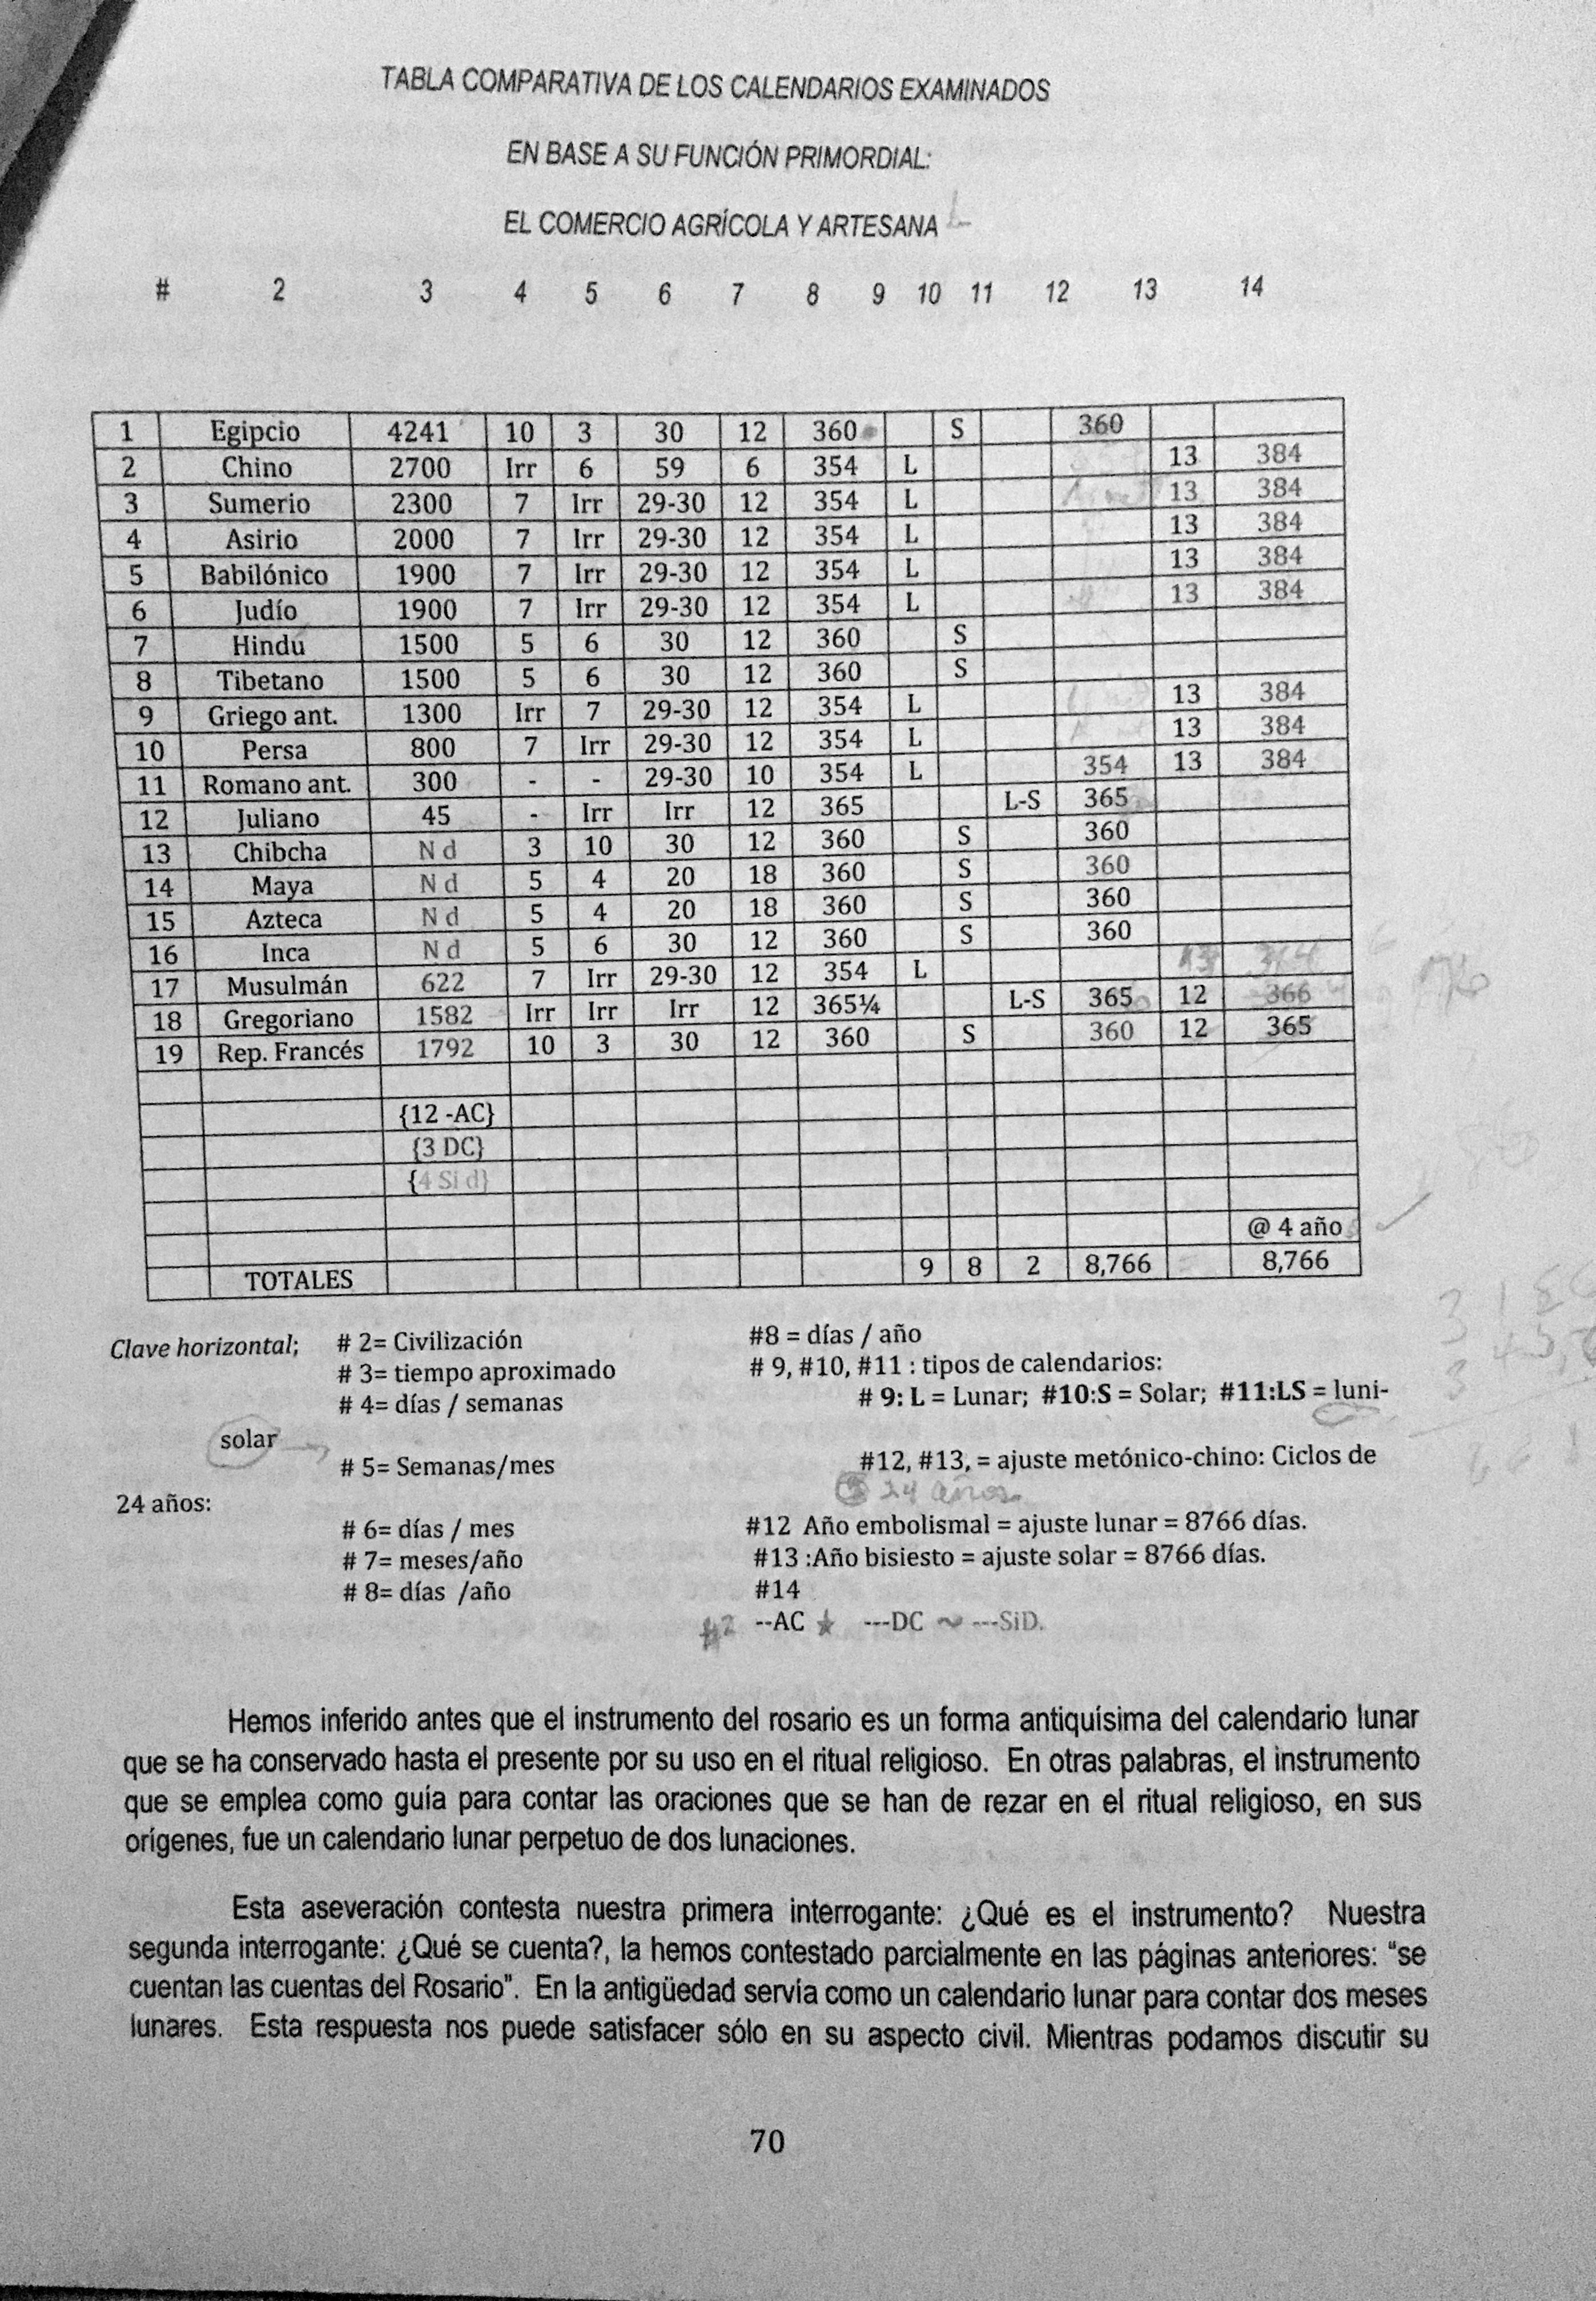 TABLA COMPARATIVA DE LOS CALENDARIOS EXAMINADOS
EN BASE A SU FUNCIÓN PRIMORDIAL:
EL COMERCIO AGRÍCOLA Y ARTESANA L
# 2 3 4 5 6 7 8 9 10 11 12 13 14
1 Egipcio 4241 10 3 30 12 360 S 360
2 Chino 2700 Irr 6 59 6 354 L 13 384
3 Sumerio 2300 7 Irr 29-30 12 354 L 13 384
4 Asirio 2000 7 Irr 29-30 12 354 L 13 384
5 Babilónico 1900 7 Irr 29-30 12 354 L 13 384
6 Judío 1900 7 Irr 29-30 12 354 L 13 384
7 Hindu 1500 5 6 30 12 360 S
8 Tibetano 1500 5 6 30 12 360 S
9 Griego ant. 1300 Irr 7 29-30 12 354 L 13 384
10 Persa 800 7 Irr 29-30 12 354 L 13 384
11 Romano ant. 300 - - 29-30 10 354 L 354 13 384
12 Juliano 45 - Irr Irr 12 365 L-S 365
13 Chibcha N d 3 10 30 12 360 S 360
14 Maya N d 5 4 20 18 360 S 360
15 Azteca N d 5 4 20 18 360 S 360
16 Inca N d 5 6 30 12 360 S 360
17 Musulmán 622 7 Irr 29-30 12 354 L
18 Gregoriano 1582 Irr Irr Irr 12 365¼ L-S 365 12 366
19 Rep. Francés 1792 10 3 30 12 360 S 360 12 365
{12 -AC}
{3 DC}
{4 Si d}
@ 4 año
TOTALES 9 8 2 8,766 8,766
Clave horizontal; # 2= Civilización #8 = días / año
# 3= tiempo aproximado # 9, #10, #11 : tipos de calendarios:
# 4= días / semanas # 9: L = Lunar; #10:S = Solar; #11:LS = luni-
solar
# 5= Semanas/mes #12, #13, = ajuste metónico-chino: Ciclos de
24 años.
24 años:
# 6= días / mes #12 Año embolismal = ajuste lunar = 8766 días.
# 7= meses/año #13 :Año bisiesto = ajuste solar = 8766 días.
# 8= días /año #14
#2 --AC ---DC ---SiD.
Hemos inferido antes que el instrumento del rosario es un forma antiquísima del calendario lunar
que se ha conservado hasta el presente por su uso en el ritual religioso. En otras palabras, el instrumento
que se emplea como guía para contar las oraciones que se han de rezar en el ritual religioso, en sus
orígenes, fue un calendario lunar perpetuo de dos lunaciones.
Esta aseveración contesta nuestra primera interrogante: ¿Qué es el instrumento? Nuestra
segunda interrogante: ¿Qué se cuenta?, la hemos contestado parcialmente en las páginas anteriores: “se
cuentan las cuentas del Rosario”. En la antigüedad servía como un calendario lunar para contar dos meses
lunares. Esta respuesta nos puede satisfacer sólo en su aspecto civil. Mientras podamos discutir su
70